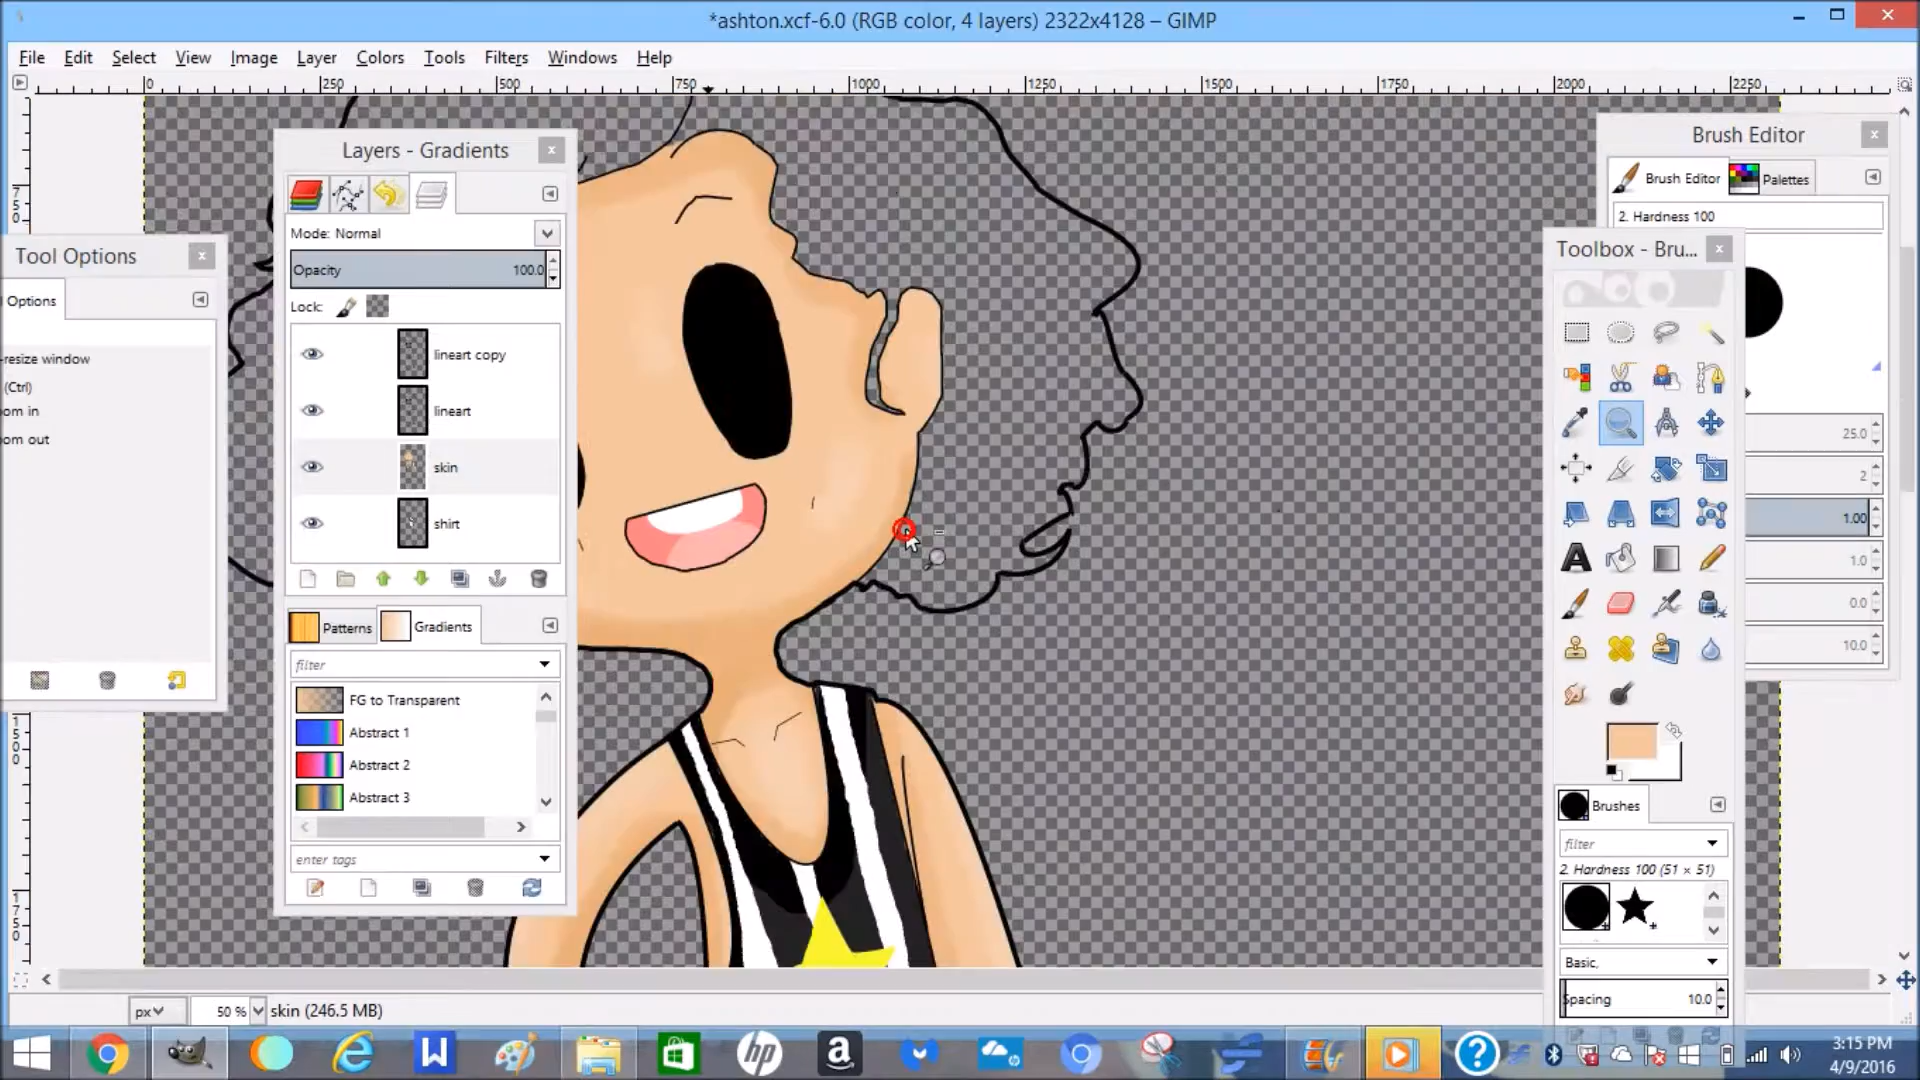 *ashton.xcf-6.0 (RGB color, 4 layers) 2322x4128 – GIMP
File Edit Select View Image Layer Colors Tools Filters Windows Help
0 250 500 750 1000 1250 1500 1750 2000 2250
Layers - Gradients
Mode: Normal
Opacity 100.0
Lock:
lineart copy
lineart
skin
shirt
Patterns Gradients
filter
FG to Transparent
Abstract 1
Abstract 2
Abstract 3
enter tags
Tool Options
Options
-resize window
(Ctrl)
om in
om out
Brush Editor
Brush Editor Palettes
2. Hardness 100
25.0
2
1.00
1.0
0.0
10.0
Toolbox - Bru...
Brushes
filter
2. Hardness 100 (51 × 51)
Basic,
Spacing 10.0
750
1500
1750
px 50 % skin (246.5 MB)
3:15 PM
4/9/2016